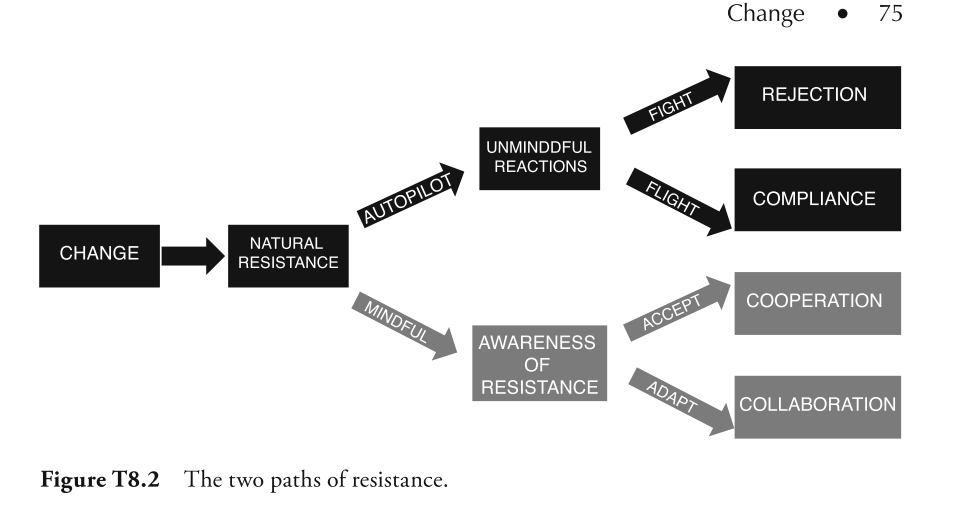 Change • 75
CHANGE
NATURAL
RESISTANCE
AUTOPILOT
UNMINDDFUL
REACTIONS
FIGHT
REJECTION
FLIGHT
COMPLIANCE
MINDFUL
AWARENESS
OF
RESISTANCE
ACCEPT
COOPERATION
ADAPT
COLLABORATION
Figure T8.2 The two paths of resistance.